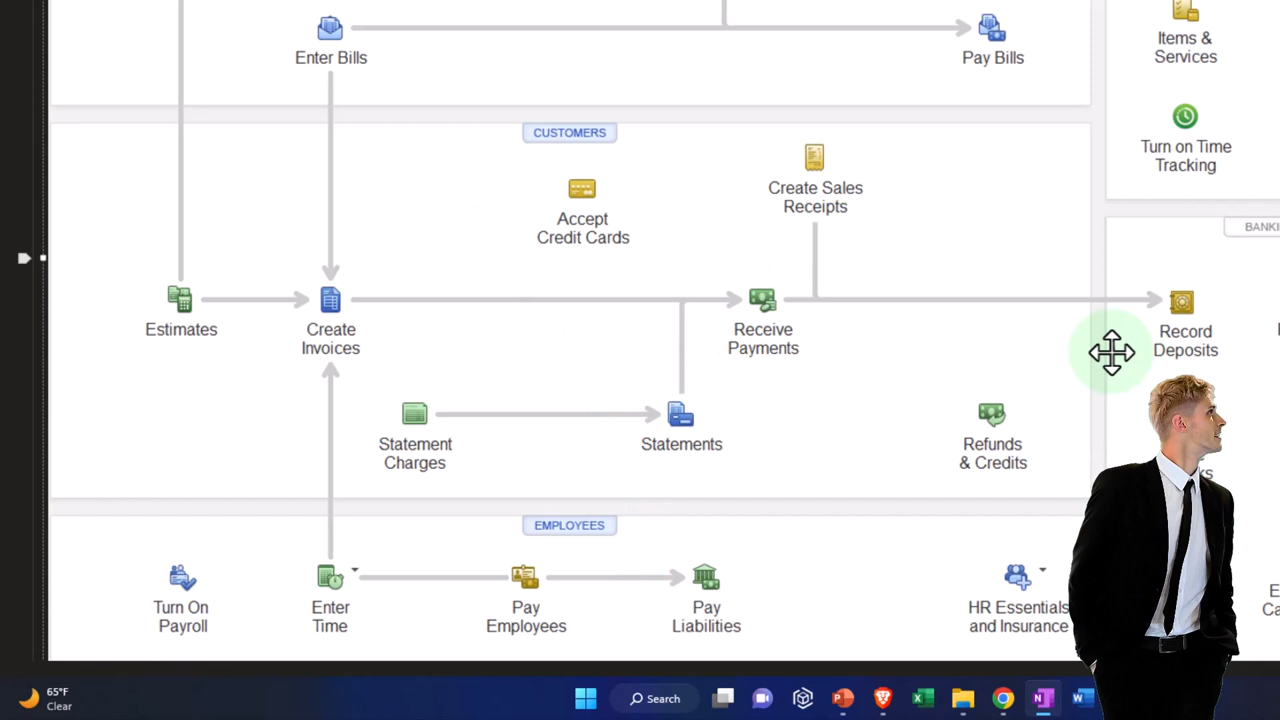 Enter Bills
Pay Bills
Items &
Services
CUSTOMERS
Turn on Time
Tracking
Create Sales
Receipts
Accept
Credit Cards
Estimates
Create
Invoices
Receive
Payments
Record
Deposits
Statement
Charges
Statements
Refunds
& Credits
EMPLOYEES
Turn On
Payroll
Enter
Time
Pay
Employees
Pay
Liabilities
HR Essentials
and Insurance
65°F
Clear
Search